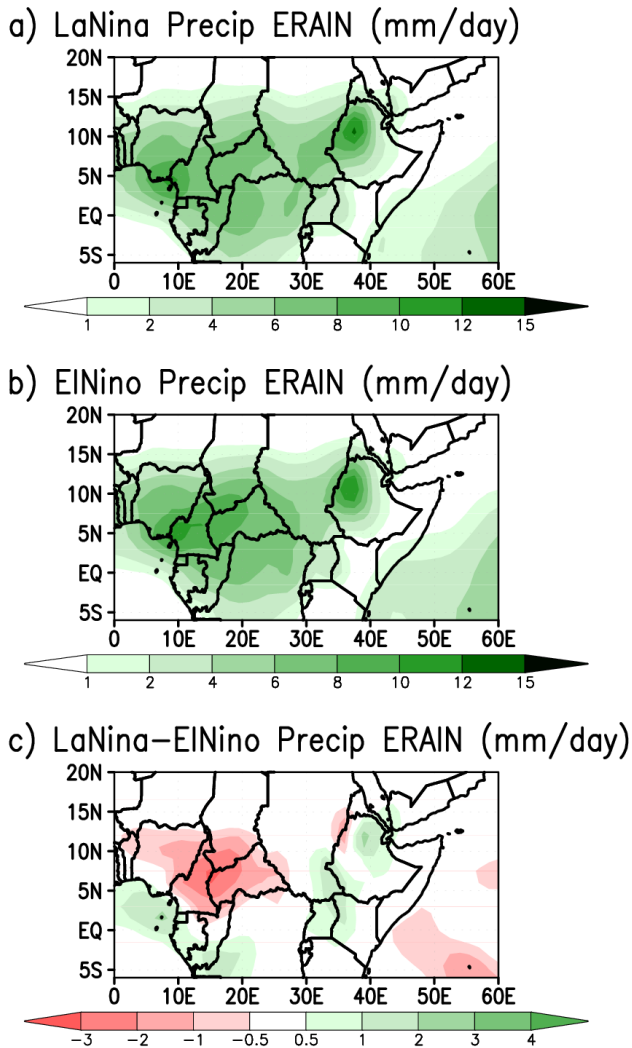 a) LaNina Precip ERAIN (mm/day)
20N
15N
10N
5N
EQ
5S
0 10E 20E 30E 40E 50E 60E
1 2 4 6 8 10 12 15
b) ElNino Precip ERAIN (mm/day)
20N
15N
10N
5N
EQ
5S
0 10E 20E 30E 40E 50E 60E
1 2 4 6 8 10 12 15
c) LaNina−ElNino Precip ERAIN (mm/day)
20N
15N
10N
5N
EQ
5S
0 10E 20E 30E 40E 50E 60E
−3 −2 −1 −0.5 0.5 1 2 3 4